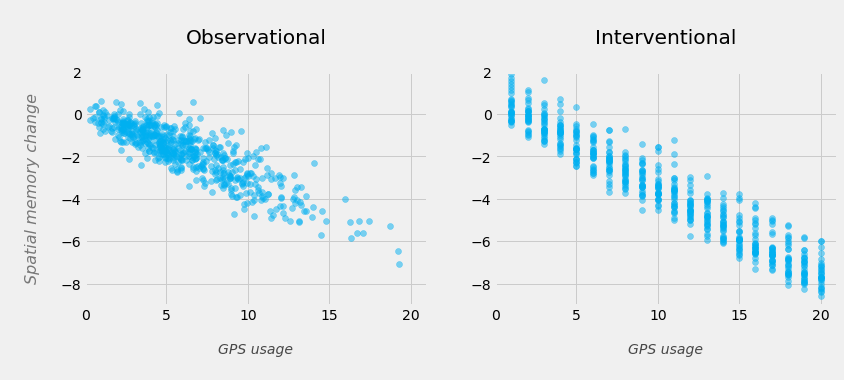 Observational
Interventional
Spatial memory change
2
0
−2
−4
−6
−8
0 5 10 15 20
GPS usage
2
0
−2
−4
−6
−8
0 5 10 15 20
GPS usage